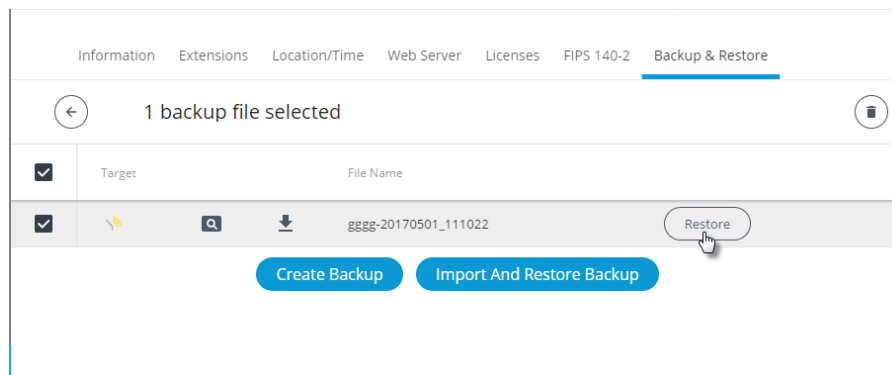 Information Extensions Location/Time Web Server Licenses FIPS 140-2 Backup & Restore
1 backup file selected
Target File Name
gggg-20170501_111022 Restore
Create Backup Import And Restore Backup